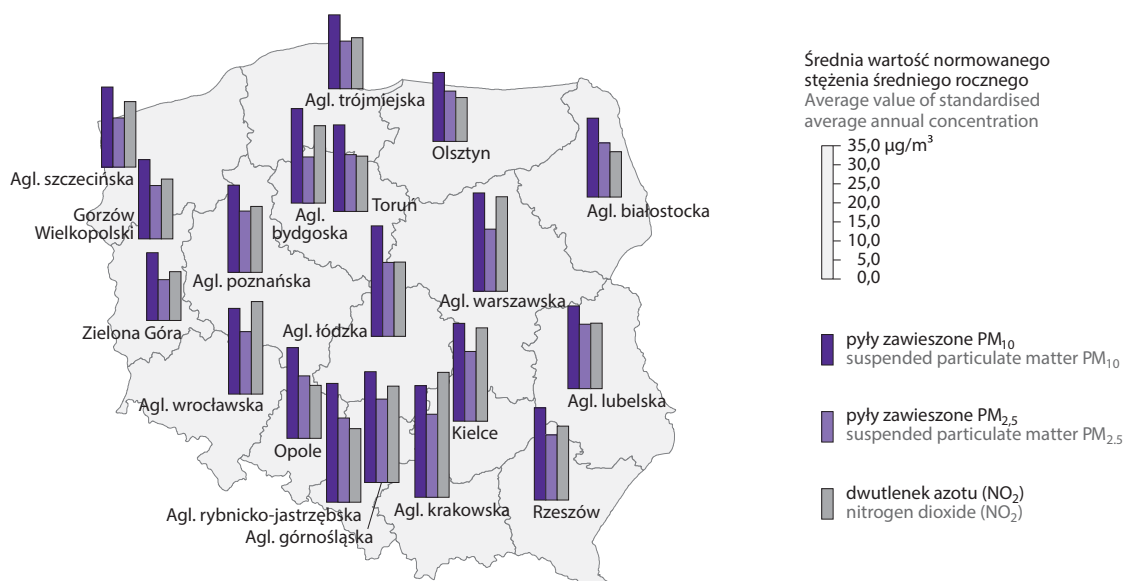 Agl. trójmiejska
Olsztyn
Agl. szczecińska
Agl. białostocka
Gorzów
Wielkopolski
Agl.
bydgoska
Toruń
Agl. poznańska
Agl. warszawska
Zielona Góra
Agl. łódzka
Agl. wrocławska
Agl. lubelska
Opole
Kielce
Agl. rybnicko-jastrzębska
Agl. górnośląska
Agl. krakowska
Rzeszów
Średnia wartość normowanego
stężenia średniego rocznego
Average value of standardised
average annual concentration
35,0 µg/m³
30,0
25,0
20,0
15,0
10,0
5,0
0,0
pyły zawieszone PM₁₀
suspended particulate matter PM₁₀
pyły zawieszone PM₂,₅
suspended particulate matter PM₂.₅
dwutlenek azotu (NO₂)
nitrogen dioxide (NO₂)